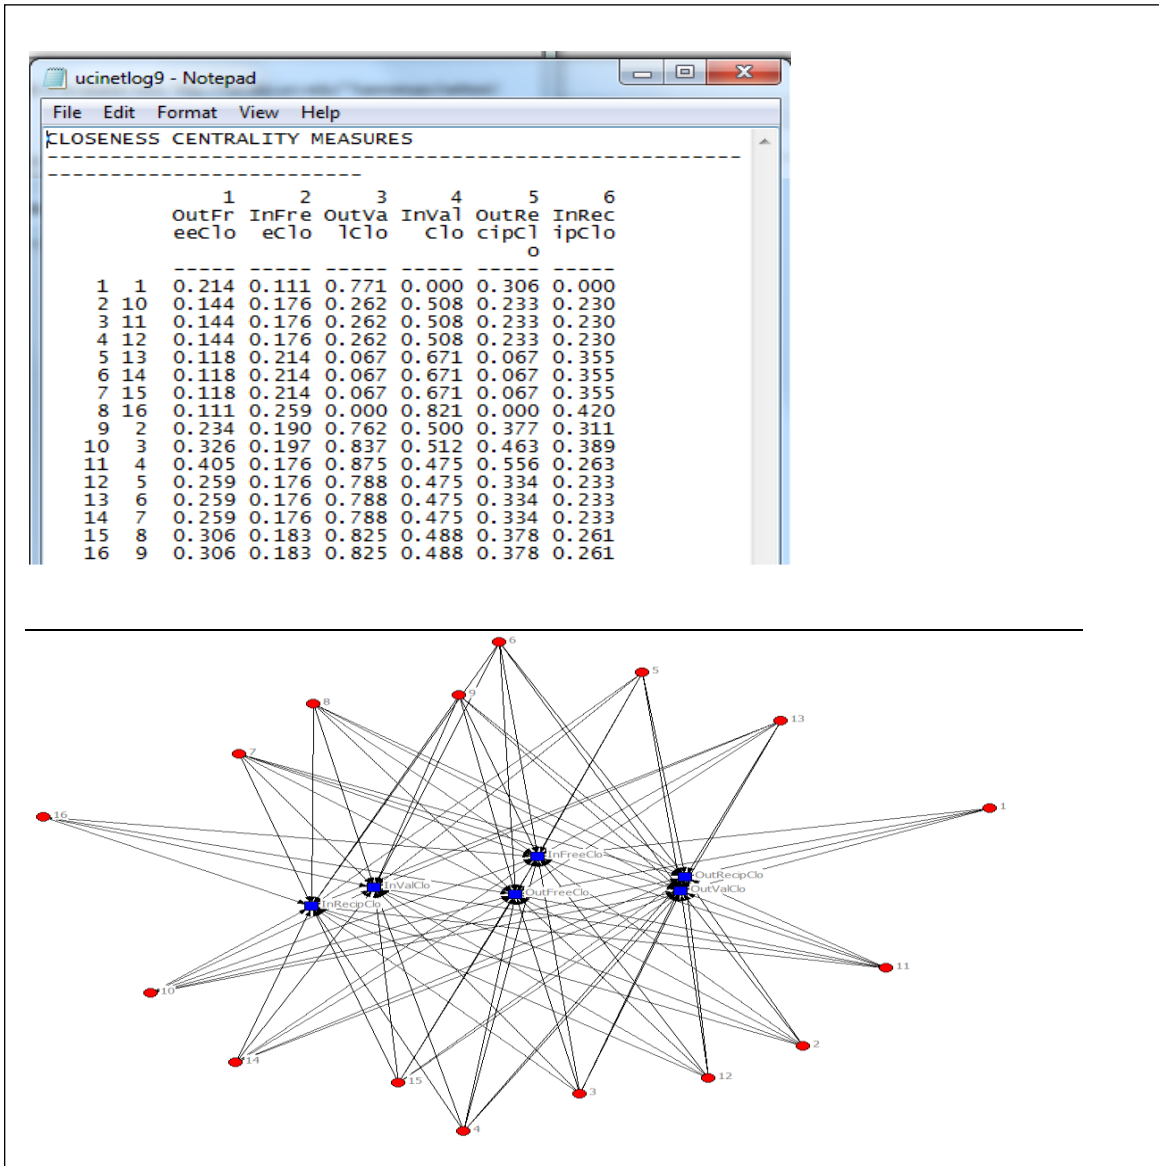 ucinetlog9 - Notepad
File Edit Format View Help
CLOSENESS CENTRALITY MEASURES
------------------------------------------------------------
-------------------------
1 2 3 4 5 6
OutFr InFre OutVa InVal OutRe InRec
eeClo eClo lClo Clo cipCl ipClo
o
----- ----- ----- ----- ----- -----
1 1 0.214 0.111 0.771 0.000 0.306 0.000
2 10 0.144 0.176 0.262 0.508 0.233 0.230
3 11 0.144 0.176 0.262 0.508 0.233 0.230
4 12 0.144 0.176 0.262 0.508 0.233 0.230
5 13 0.118 0.214 0.067 0.671 0.067 0.355
6 14 0.118 0.214 0.067 0.671 0.067 0.355
7 15 0.118 0.214 0.067 0.671 0.067 0.355
8 16 0.111 0.259 0.000 0.821 0.000 0.420
9 2 0.234 0.190 0.762 0.500 0.377 0.311
10 3 0.326 0.197 0.837 0.512 0.463 0.389
11 4 0.405 0.176 0.875 0.475 0.556 0.263
12 5 0.259 0.176 0.788 0.475 0.334 0.233
13 6 0.259 0.176 0.788 0.475 0.334 0.233
14 7 0.259 0.176 0.788 0.475 0.334 0.233
15 8 0.306 0.183 0.825 0.488 0.378 0.261
16 9 0.306 0.183 0.825 0.488 0.378 0.261
6
5
9
8
13
7
1
16
InFreeClo
OutRecipClo
InValClo
OutFreeClo
OutValClo
InRecipClo
11
10
2
14
12
15
3
4